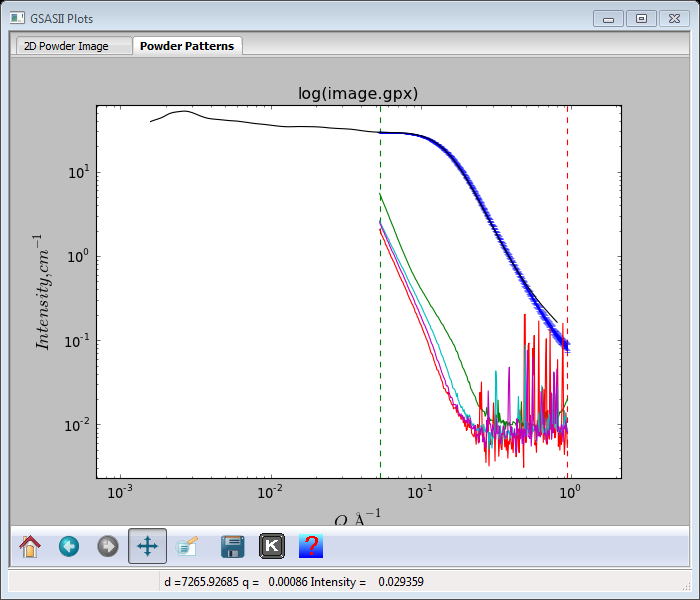 GSASII Plots
2D Powder Image
Powder Patterns
log(image.gpx)
10^1
10^0
10^-1
10^-2
Intensity,cm^-1
10^-3
10^-2
10^-1
10^0
Q Å^-1
K
?
d =7265.92685 q = 0.00086 Intensity = 0.029359